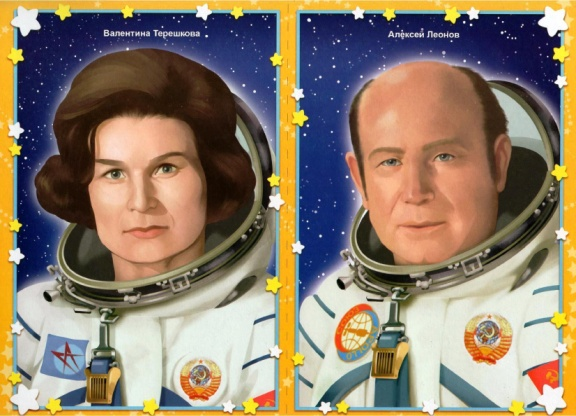 Валентина Терешкова
Алексей Леонов